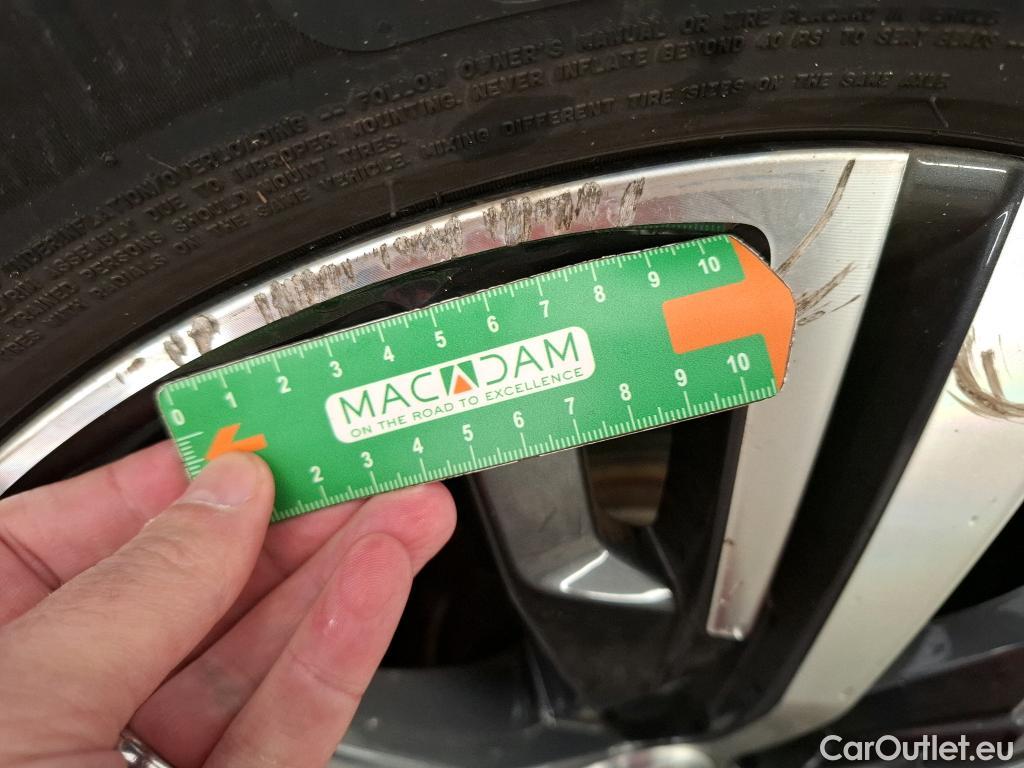 FOLLOW OWNER'S MANUAL OR TIRE PLACARD IN VEHICLE
UNDERINFLATION/OVERLOADING
NEVER INFLATE BEYOND 40 PSI TO SEAT BEADS
ASSEMBLY DUE TO IMPROPER MOUNTING.
TRAINED PERSONS SHOULD MOUNT TIRES.
MIXING DIFFERENT TIRE SIZES ON THE SAME AXLE
RADIALS ON THE SAME VEHICLE.
0 1 2 3 4 5 6 7 8 9 10
MACADAM
ON THE ROAD TO EXCELLENCE
2 3 4 5 6 7 8 9 10
CarOutlet.eu